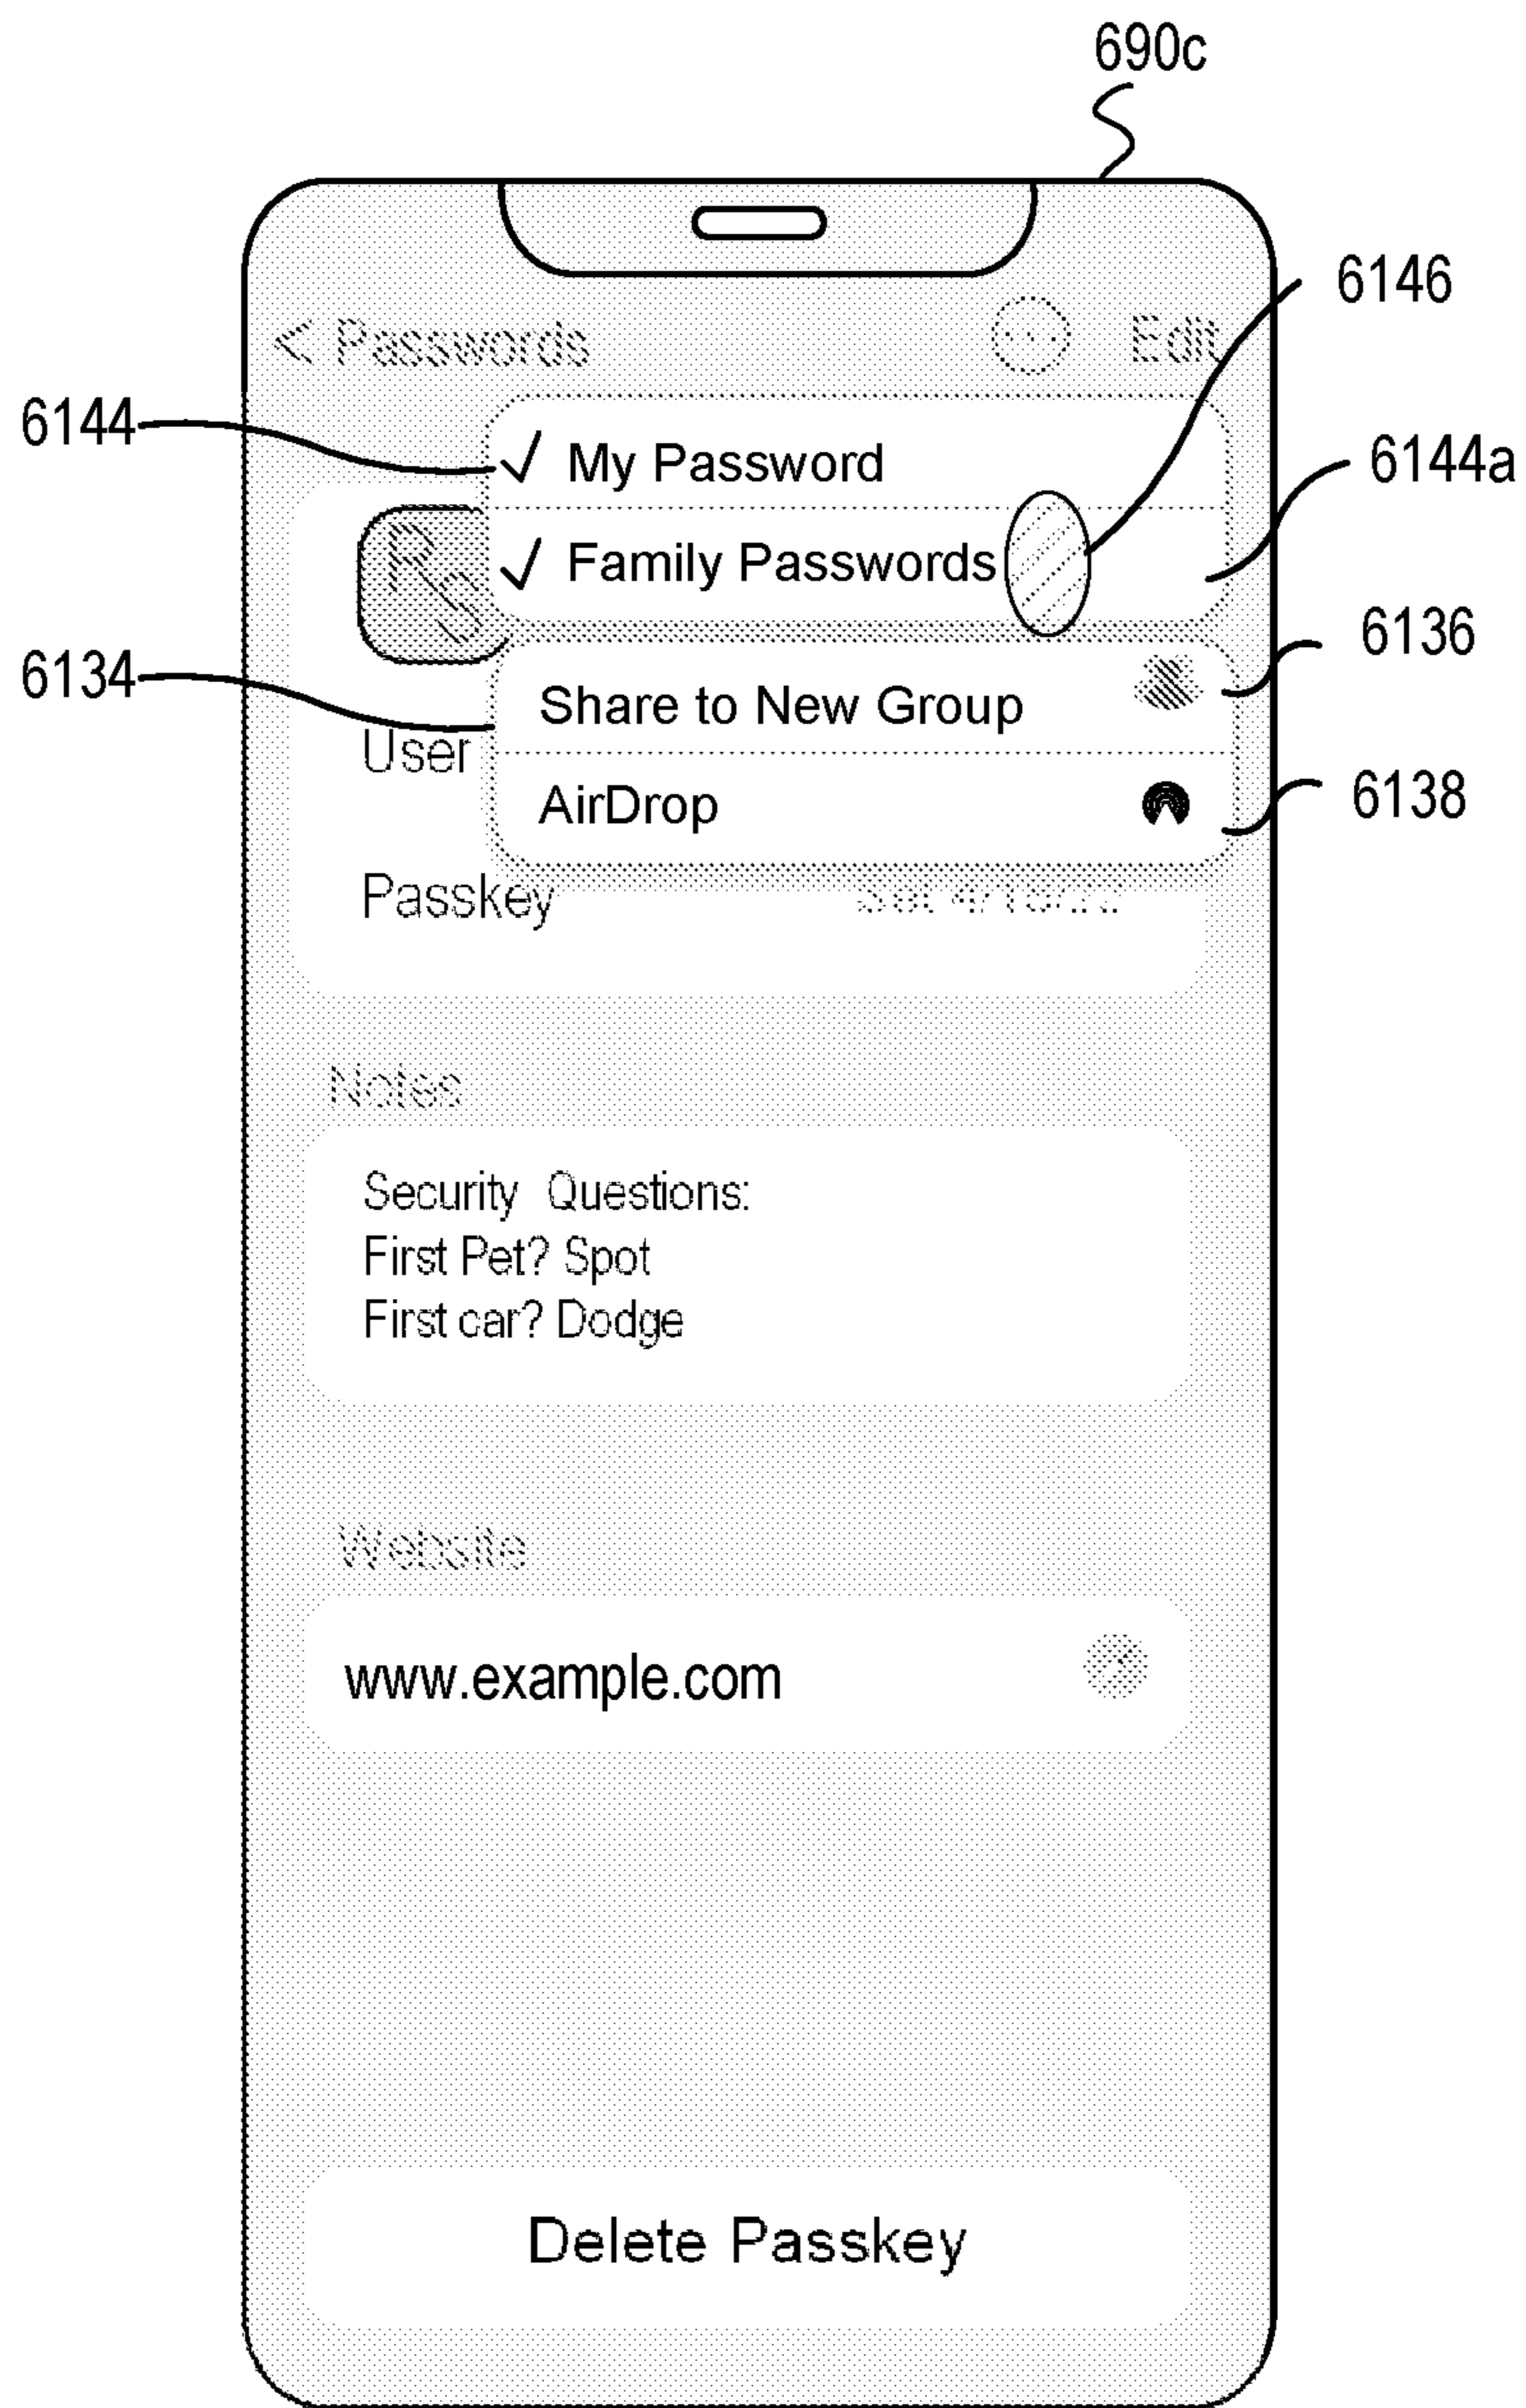 690c
6146
< Passwords
Edit
6144
✓ My Password
6144a
✓ Family Passwords
RS
6136
6134
Share to New Group
User
6138
AirDrop
Passkey
Notes
Security Questions:
First Pet? Spot
First car? Dodge
Website
www.example.com
Delete Passkey